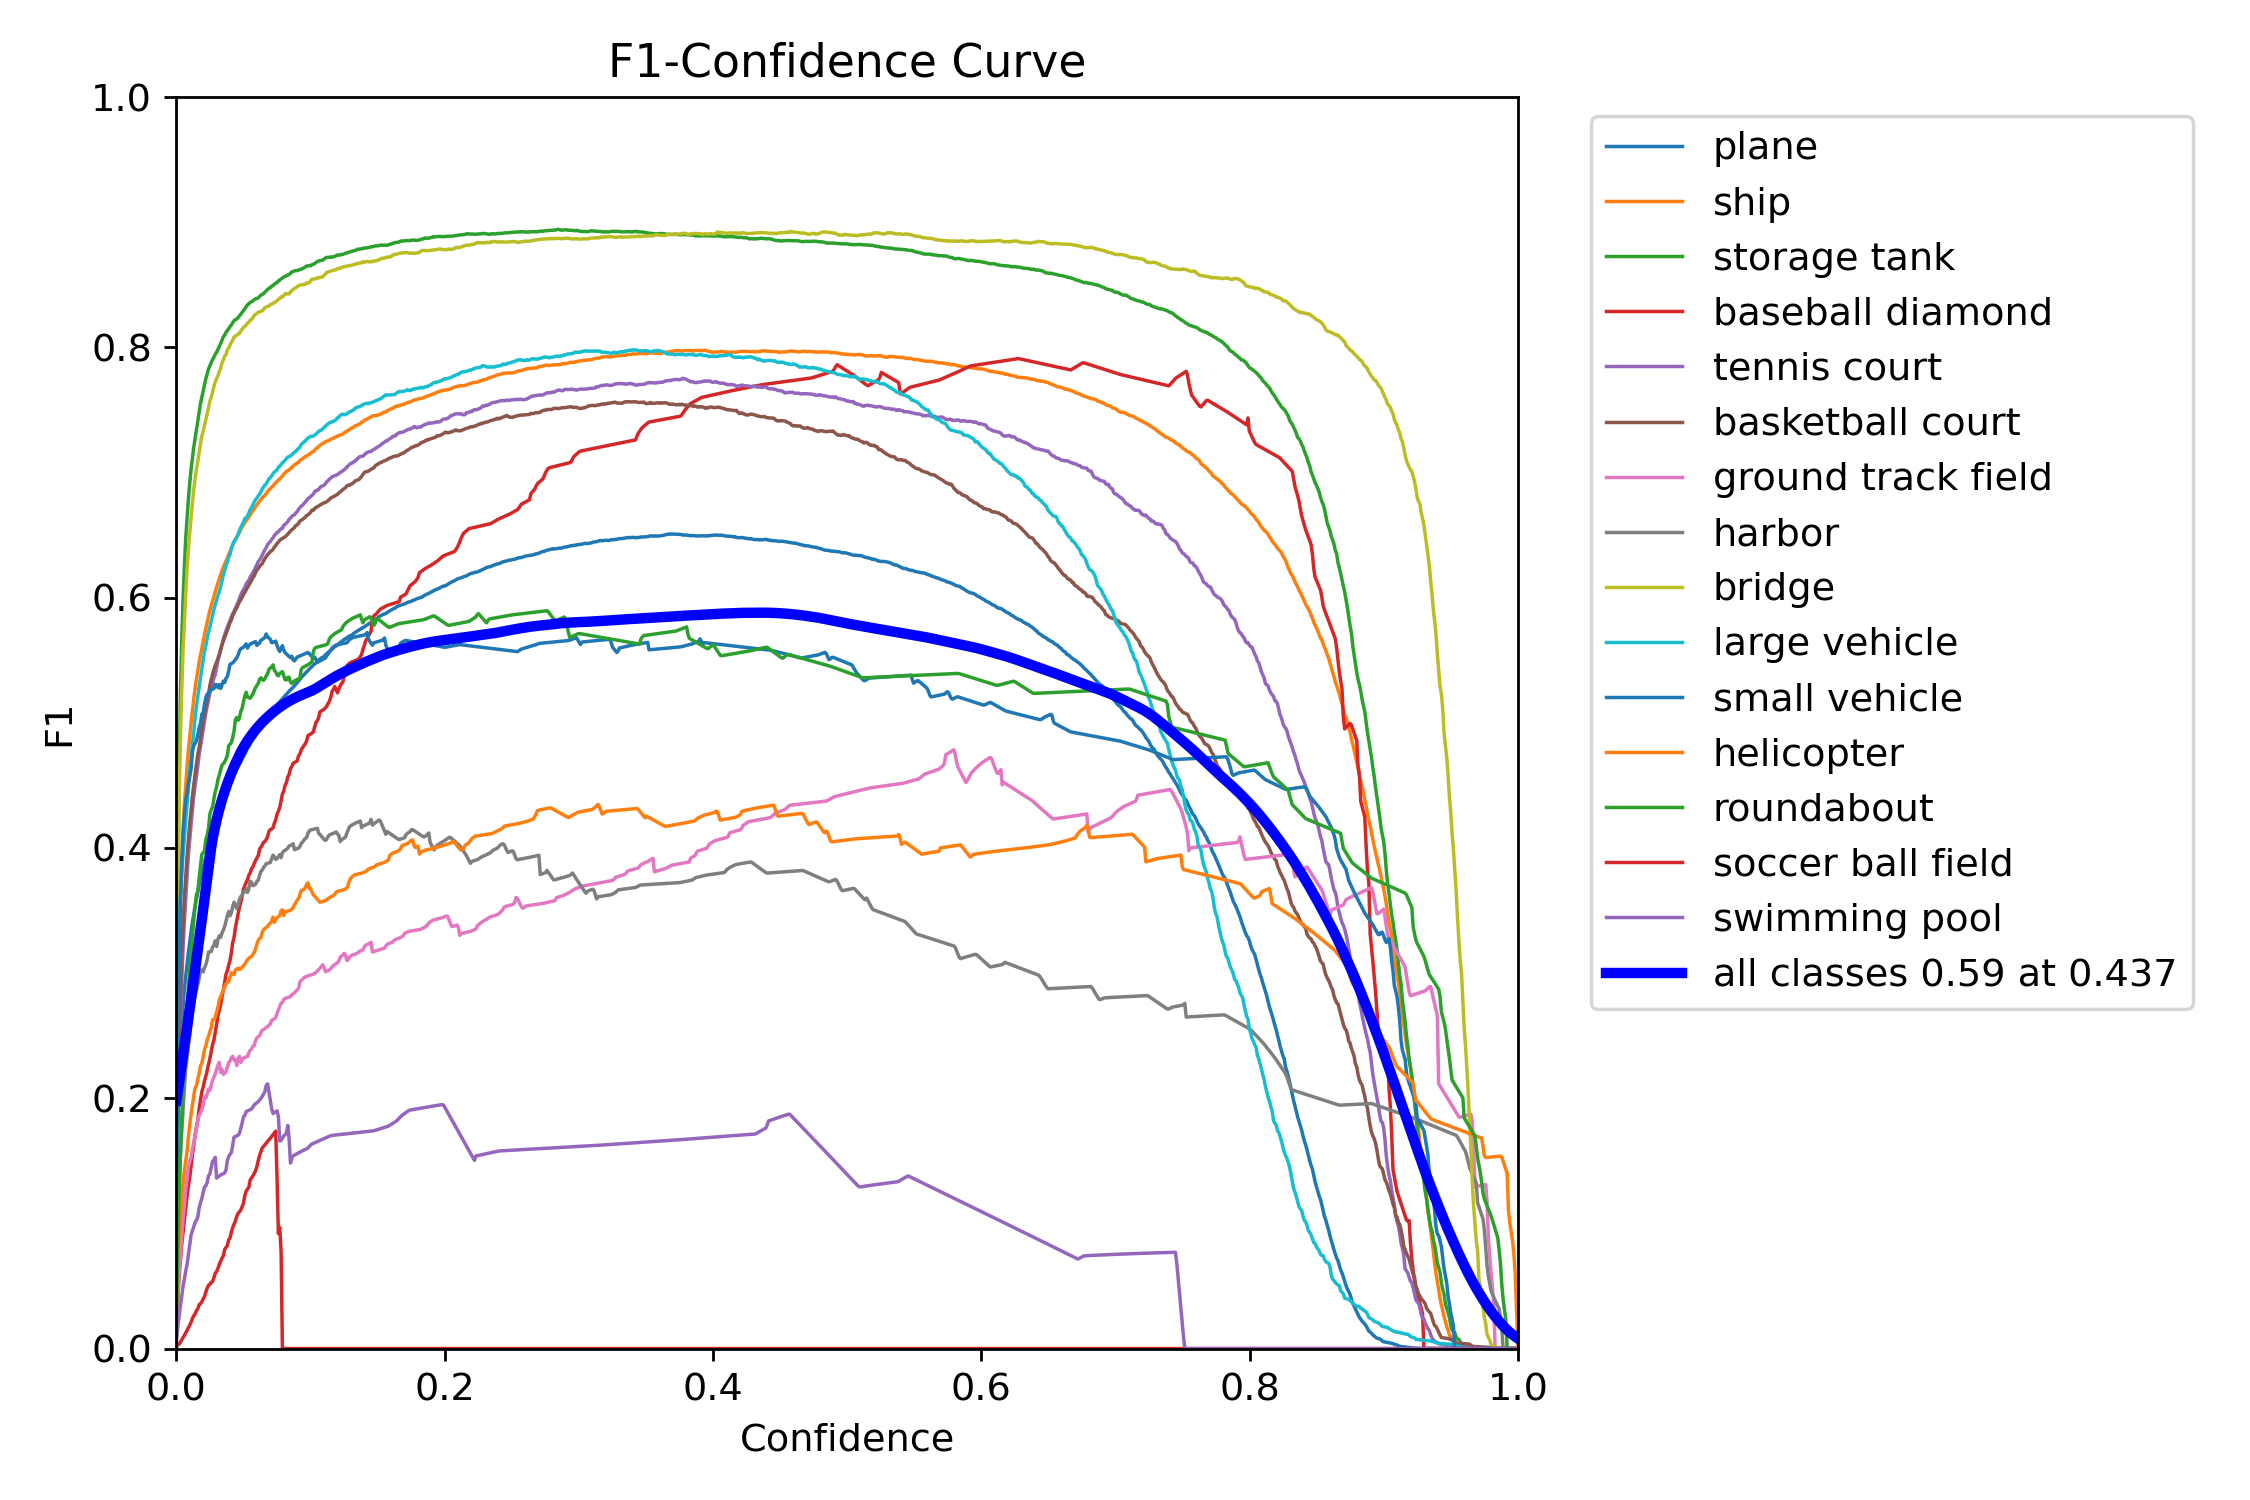 F1-Confidence Curve
1.0
0.8
0.6
0.4
0.2
0.0
F1
0.0 0.2 0.4 0.6 0.8 1.0
Confidence
plane
ship
storage tank
baseball diamond
tennis court
basketball court
ground track field
harbor
bridge
large vehicle
small vehicle
helicopter
roundabout
soccer ball field
swimming pool
all classes 0.59 at 0.437